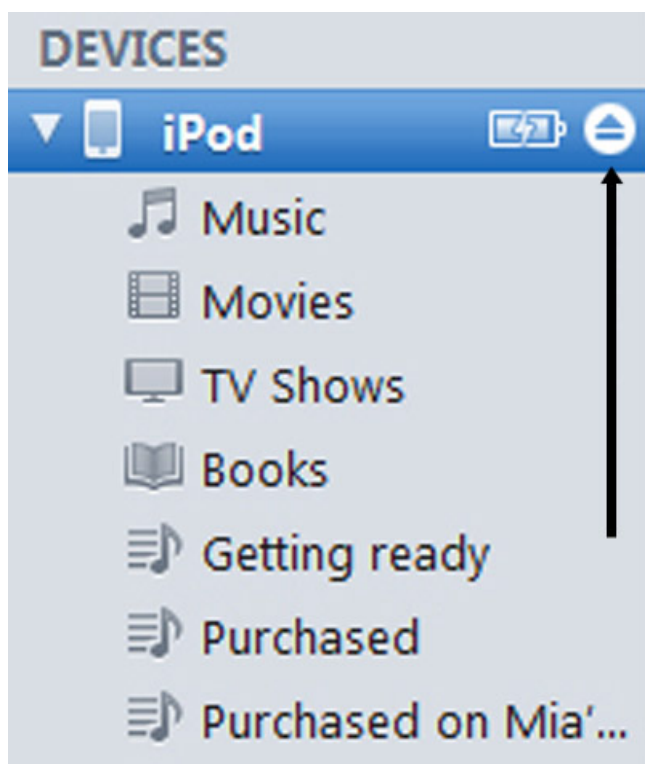 DEVICES
iPod
Music
Movies
TV Shows
Books
Getting ready
Purchased
Purchased on Mia'...